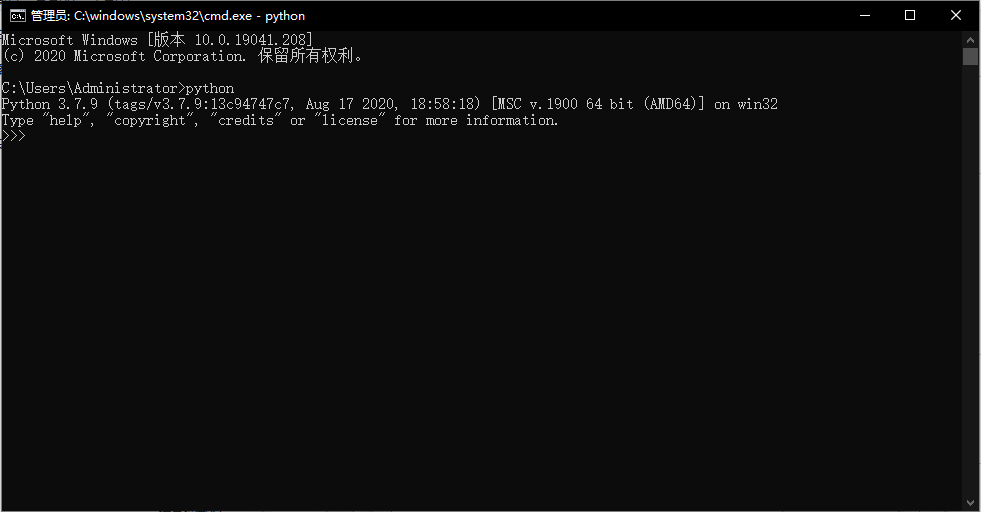 管理员: C:\windows\system32\cmd.exe - python
Microsoft Windows [版本 10.0.19041.208]
(c) 2020 Microsoft Corporation. 保留所有权利。
C:\Users\Administrator>python
Python 3.7.9 (tags/v3.7.9:13c94747c7, Aug 17 2020, 18:58:18) [MSC v.1900 64 bit (AMD64)] on win32
Type "help", "copyright", "credits" or "license" for more information.
>>>